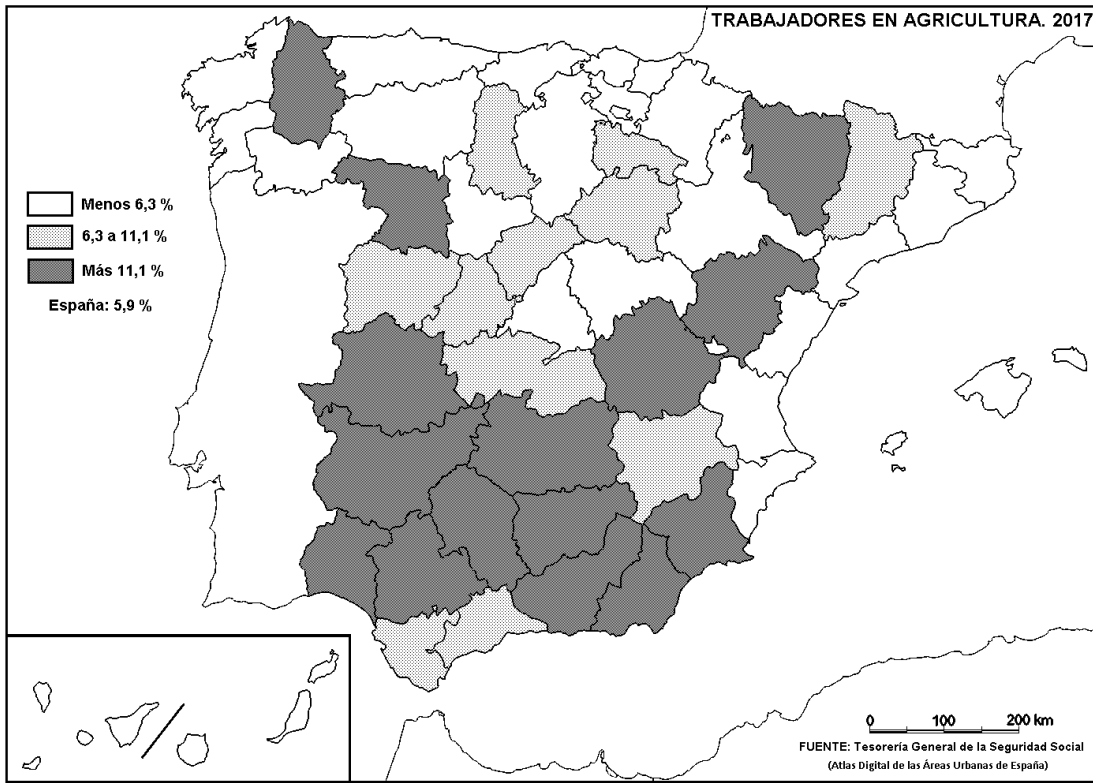 TRABAJADORES EN AGRICULTURA. 2017
Menos 6,3 %
6,3 a 11,1 %
Más 11,1 %
España: 5,9 %
0 100 200 km
FUENTE: Tesorería General de la Seguridad Social
(Atlas Digital de las Áreas Urbanas de España)